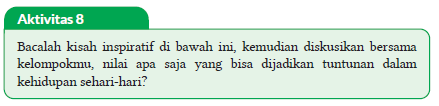 Aktivitas 8
Bacalah kisah inspiratif di bawah ini, kemudian diskusikan bersama
kelompokmu, nilai apa saja yang bisa dijadikan tuntunan dalam
kehidupan sehari-hari?